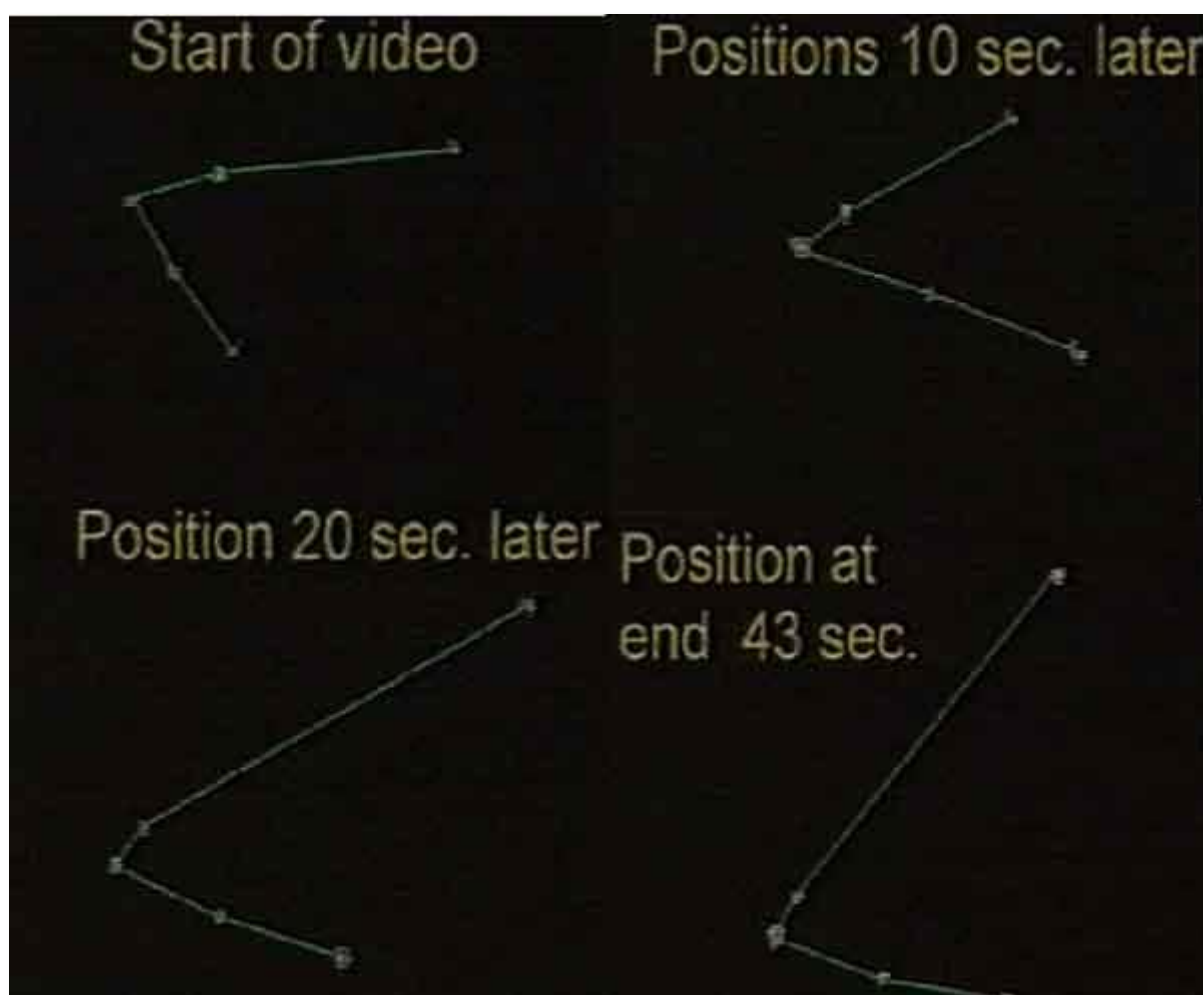 Start of video
Positions 10 sec. later
Position 20 sec. later
Position at
end 43 sec.